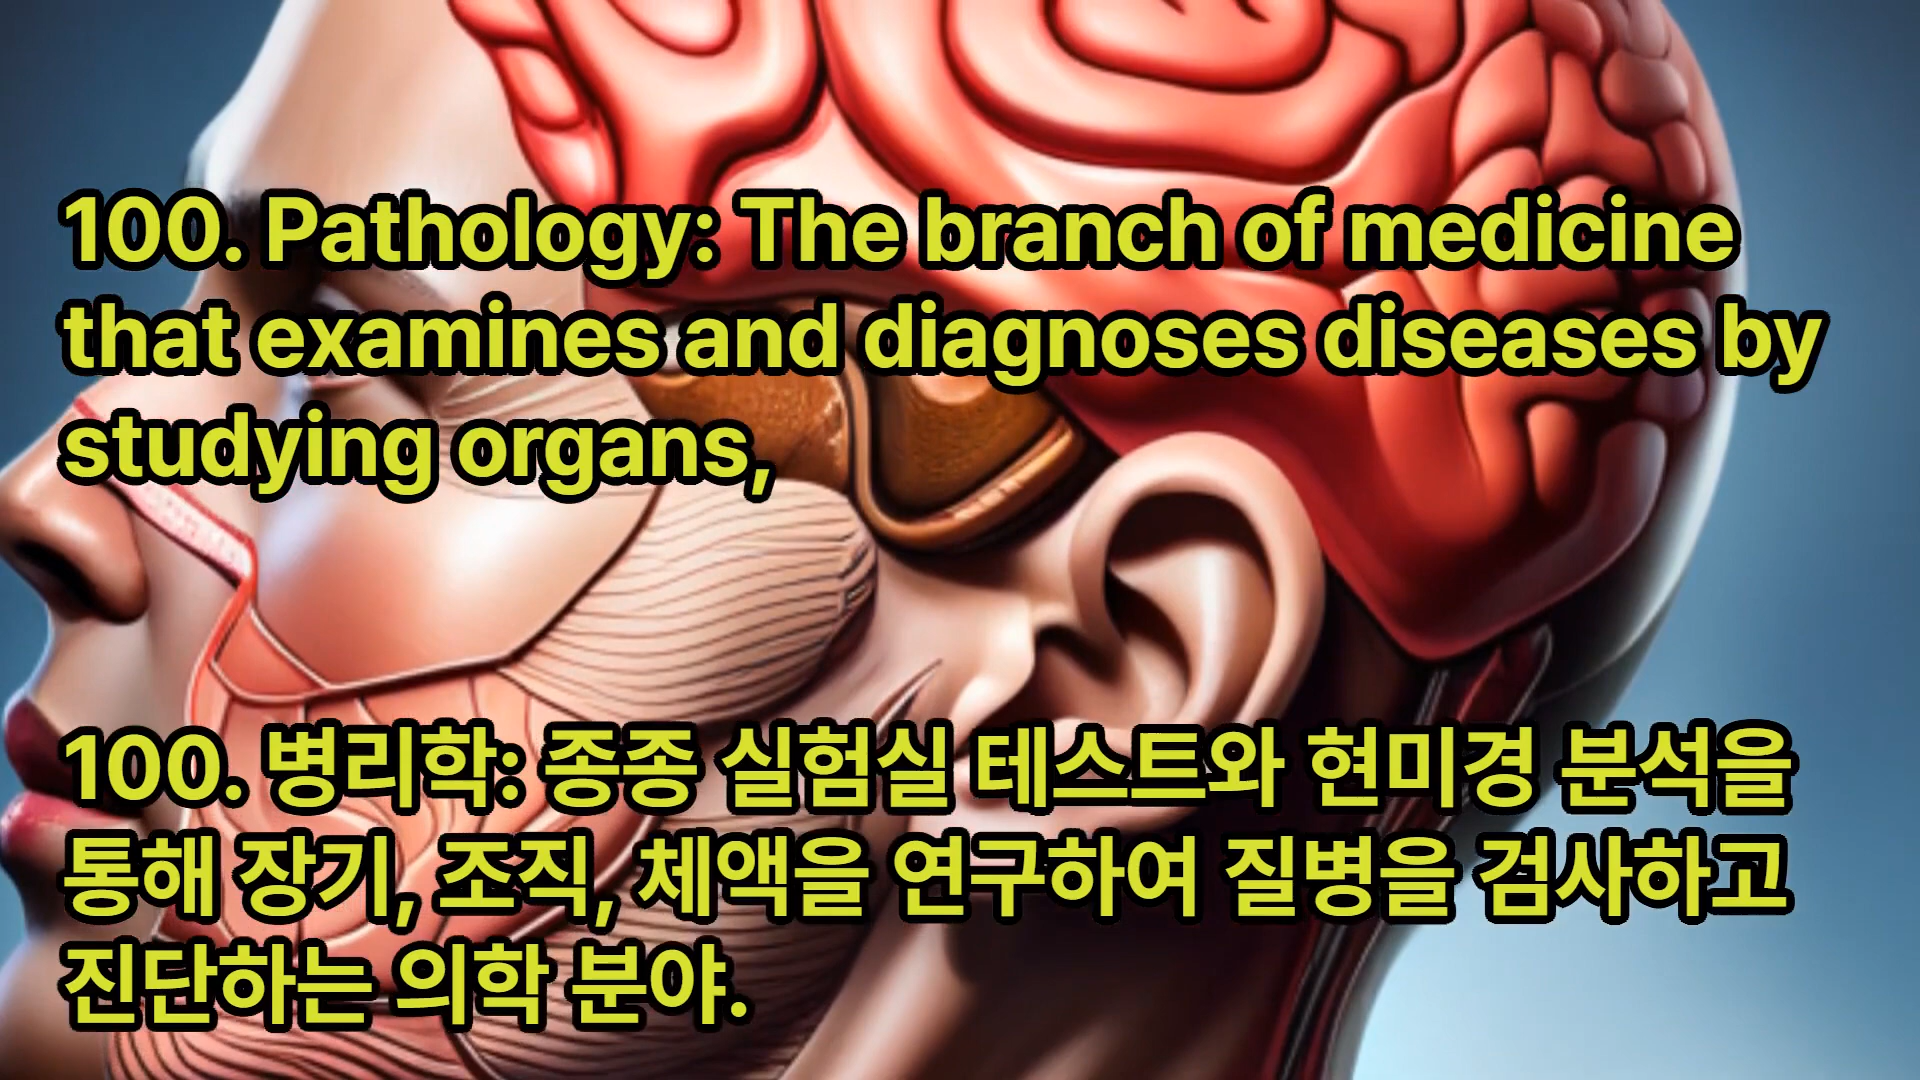 100. Pathology: The branch of medicine
that examines and diagnoses diseases by
studying organs,
100. 병리학: 종종 실험실 테스트와 현미경 분석을
통해 장기, 조직, 체액을 연구하여 질병을 검사하고
진단하는 의학 분야.